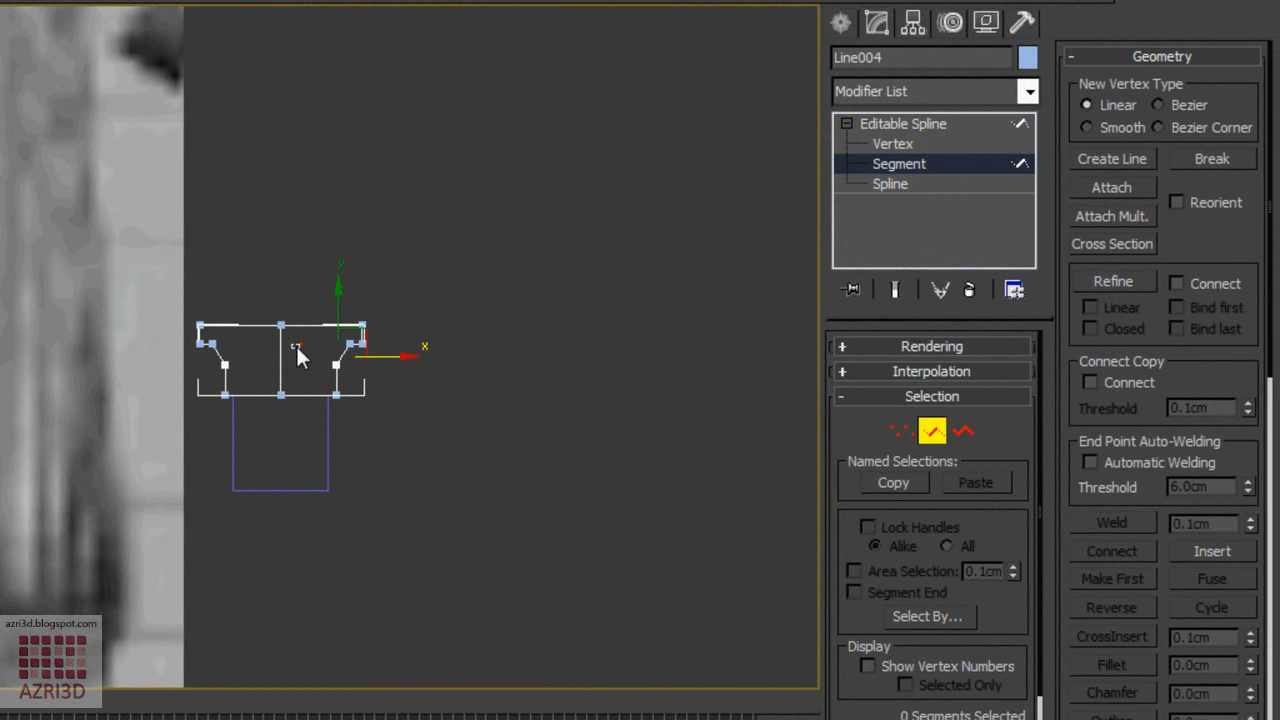 Line004
Modifier List
Editable Spline
Vertex
Segment
Spline
Rendering
Interpolation
Selection
Named Selections:
Copy
Paste
Lock Handles
Alike
All
Area Selection:
0.1cm
Segment End
Select By...
Display
Show Vertex Numbers
Selected Only
0 Segments Selected
Geometry
New Vertex Type
Linear
Bezier
Smooth
Bezier Corner
Create Line
Break
Attach
Reorient
Attach Mult.
Cross Section
Refine
Connect
Linear
Bind first
Closed
Bind last
Connect Copy
Connect
Threshold
0.1cm
End Point Auto-Welding
Automatic Welding
Threshold
6.0cm
Weld
0.1cm
Connect
Insert
Make First
Fuse
Reverse
Cycle
CrossInsert
0.1cm
Fillet
0.0cm
Chamfer
0.0cm
y
x
azri3d.blogspot.com
AZRI3D